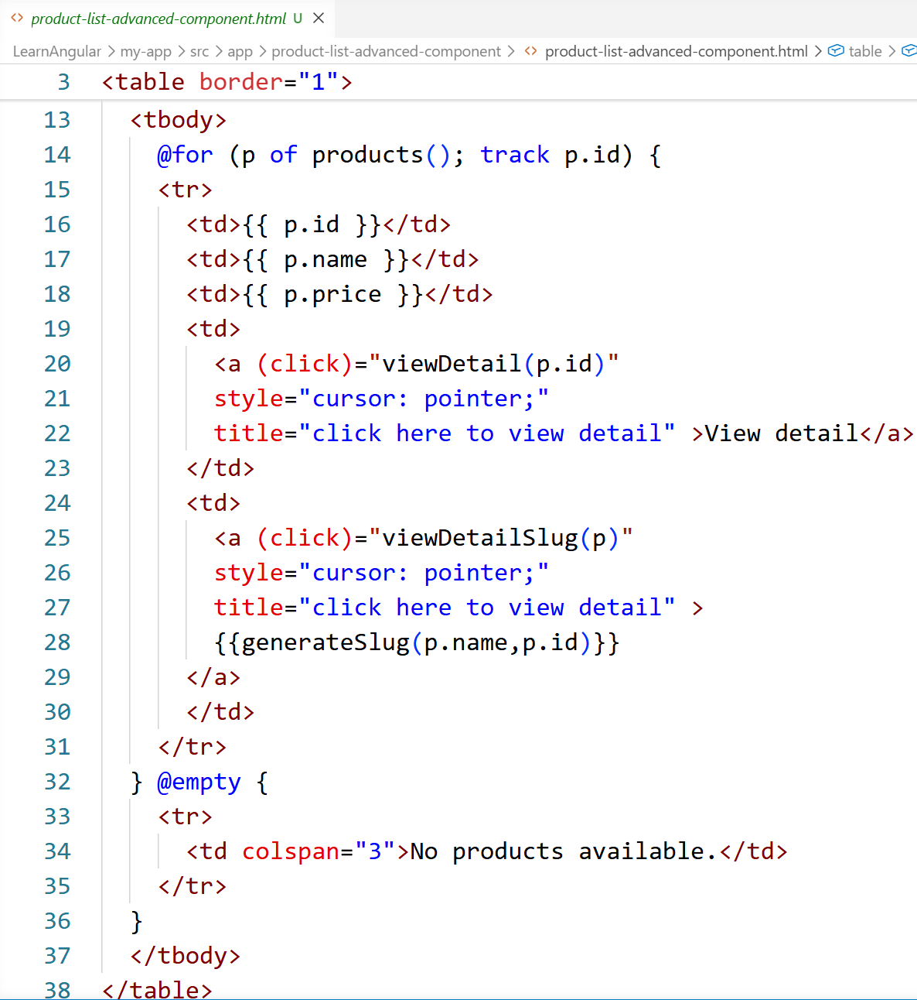 <> product-list-advanced-component.html U ×
LearnAngular > my-app > src > app > product-list-advanced-component > <> product-list-advanced-component.html > table >
3 <table border="1">
13 <tbody>
14 @for (p of products(); track p.id) {
15 <tr>
16 <td>{{ p.id }}</td>
17 <td>{{ p.name }}</td>
18 <td>{{ p.price }}</td>
19 <td>
20 <a (click)="viewDetail(p.id)"
21 style="cursor: pointer;"
22 title="click here to view detail" >View detail</a>
23 </td>
24 <td>
25 <a (click)="viewDetailSlug(p)"
26 style="cursor: pointer;"
27 title="click here to view detail" >
28 {{generateSlug(p.name,p.id)}}
29 </a>
30 </td>
31 </tr>
32 } @empty {
33 <tr>
34 <td colspan="3">No products available.</td>
35 </tr>
36 }
37 </tbody>
38 </table>